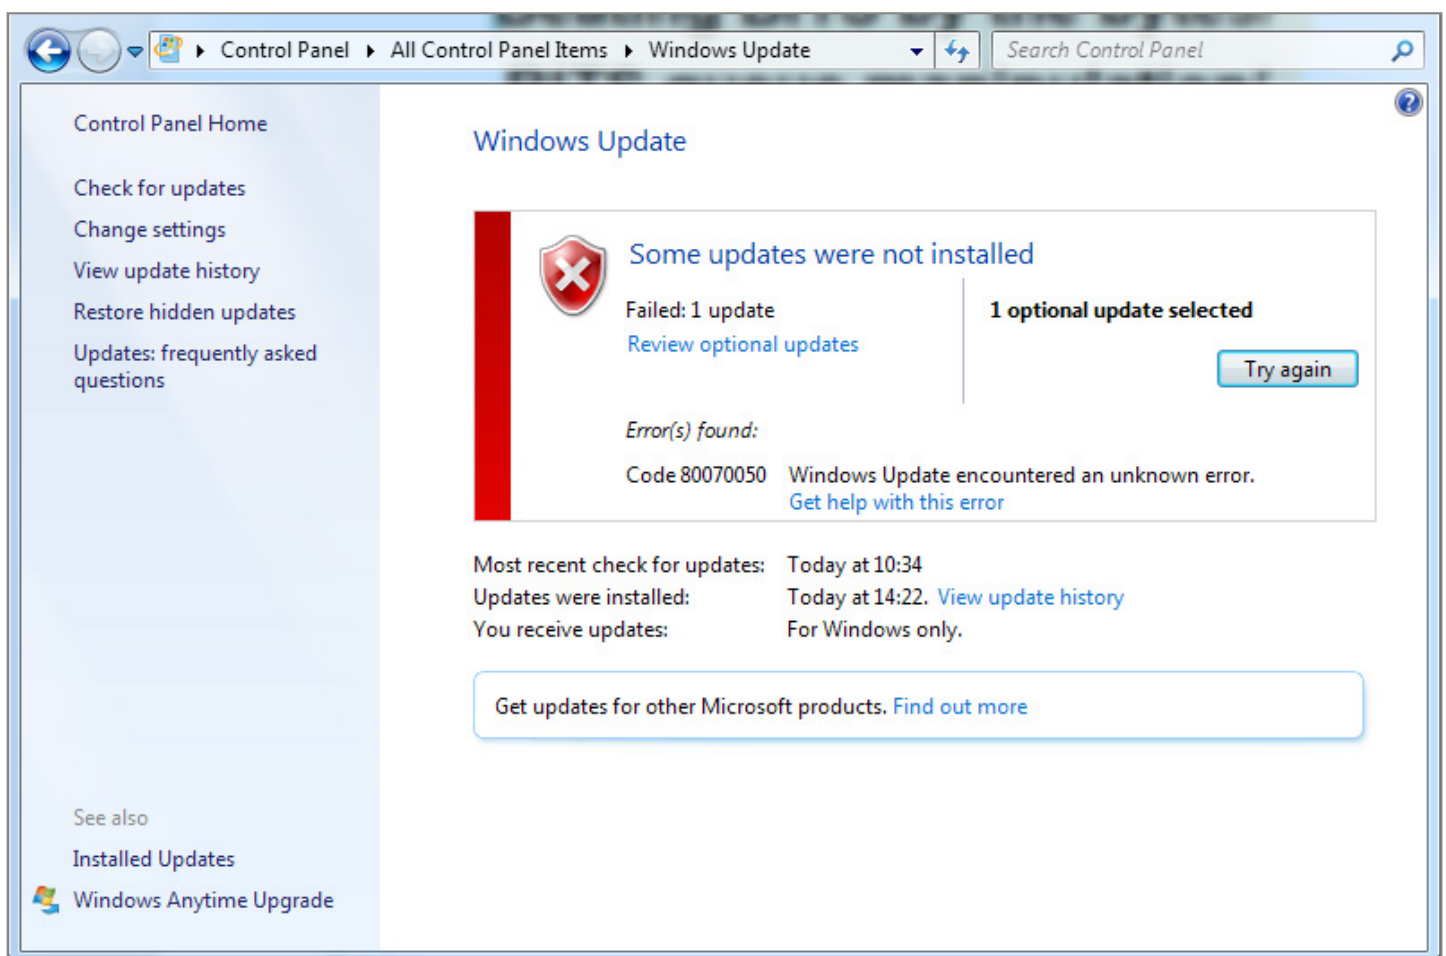 Control Panel ▸ All Control Panel Items ▸ Windows Update
Search Control Panel
Control Panel Home
Check for updates
Change settings
View update history
Restore hidden updates
Updates: frequently asked
questions
See also
Installed Updates
Windows Anytime Upgrade
Windows Update
Some updates were not installed
Failed: 1 update
Review optional updates
1 optional update selected
Try again
Error(s) found:
Code 80070050 Windows Update encountered an unknown error.
Get help with this error
Most recent check for updates: Today at 10:34
Updates were installed: Today at 14:22. View update history
You receive updates: For Windows only.
Get updates for other Microsoft products. Find out more